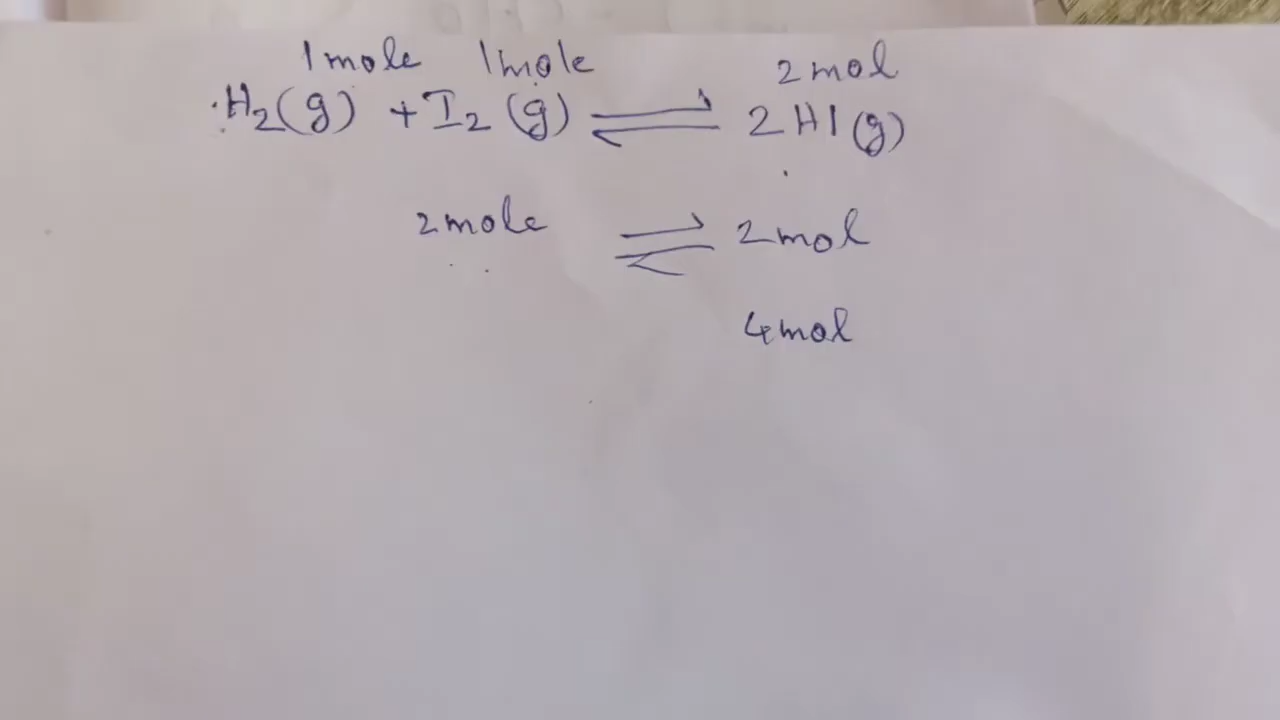 1mole 1mole 2mol
H₂(g) + I₂(g) ⇌ 2HI(g)
2mole ⇌ 2mol
4mol